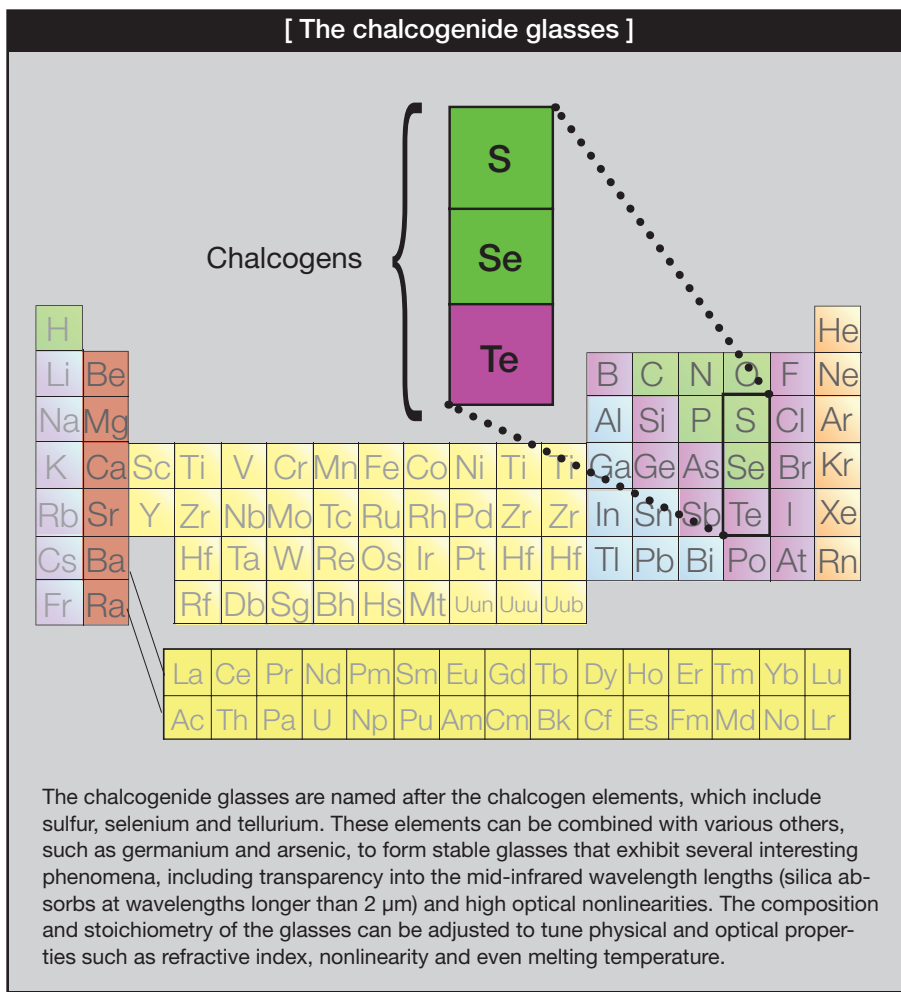 [ The chalcogenide glasses ]
S
Chalcogens Se
Te
H He
Li Be B C N O F Ne
Na Mg Al Si P S Cl Ar
K Ca Sc Ti V Cr Mn Fe Co Ni Ti Ti Ga Ge As Se Br Kr
Rb Sr Y Zr Nb Mo Tc Ru Rh Pd Zr Zr In Sn Sb Te I Xe
Cs Ba Hf Ta W Re Os Ir Pt Hf Hf Tl Pb Bi Po At Rn
Fr Ra Rf Db Sg Bh Hs Mt Uun Uuu Uub
La Ce Pr Nd Pm Sm Eu Gd Tb Dy Ho Er Tm Yb Lu
Ac Th Pa U Np Pu Am Cm Bk Cf Es Fm Md No Lr
The chalcogenide glasses are named after the chalcogen elements, which include
sulfur, selenium and tellurium. These elements can be combined with various others,
such as germanium and arsenic, to form stable glasses that exhibit several interesting
phenomena, including transparency into the mid-infrared wavelength lengths (silica ab-
sorbs at wavelengths longer than 2 µm) and high optical nonlinearities. The composition
and stoichiometry of the glasses can be adjusted to tune physical and optical proper-
ties such as refractive index, nonlinearity and even melting temperature.